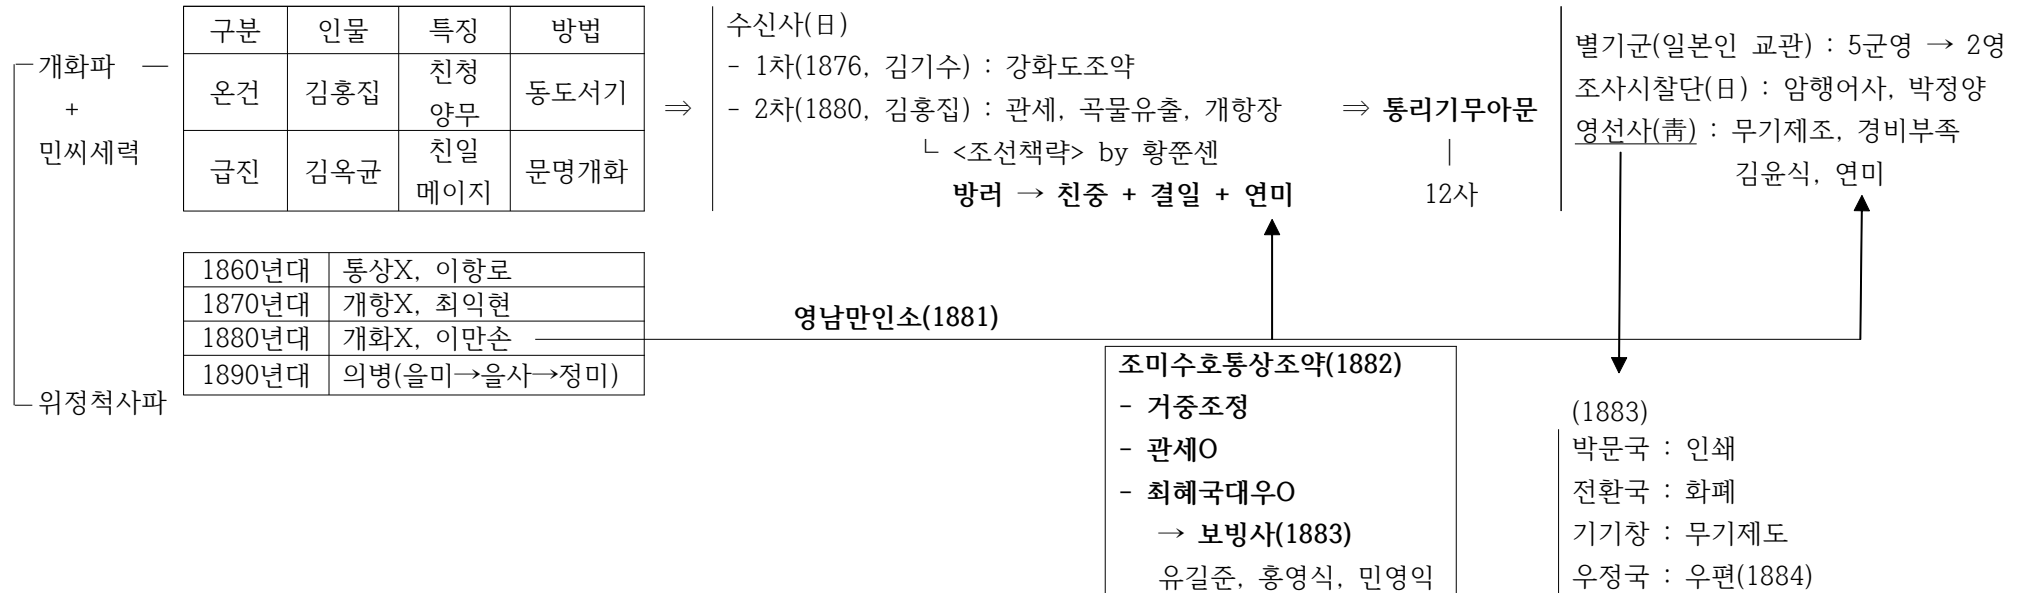 개화파
+
민씨세력
구분 인물 특징 방법
온건 김홍집 친청 양무 동도서기
급진 김옥균 친일 메이지 문명개화
⇒
수신사(日)
- 1차(1876, 김기수) : 강화도조약
- 2차(1880, 김홍집) : 관세, 곡물유출, 개항장
└ <조선책략> by 황쭌센
방러 → 친중 + 결일 + 연미
⇒ 통리기무아문
12사
별기군(일본인 교관) : 5군영 → 2영
조사시찰단(日) : 암행어사, 박정양
영선사(靑) : 무기제조, 경비부족
김윤식, 연미
위정척사파
1860년대 통상X, 이항로
1870년대 개항X, 최익현
1880년대 개화X, 이만손
1890년대 의병(을미→을사→정미)
영남만인소(1881)
조미수호통상조약(1882)
- 거중조정
- 관세O
- 최혜국대우O
→ 보빙사(1883)
유길준, 홍영식, 민영익
(1883)
박문국 : 인쇄
전환국 : 화폐
기기창 : 무기제도
우정국 : 우편(1884)